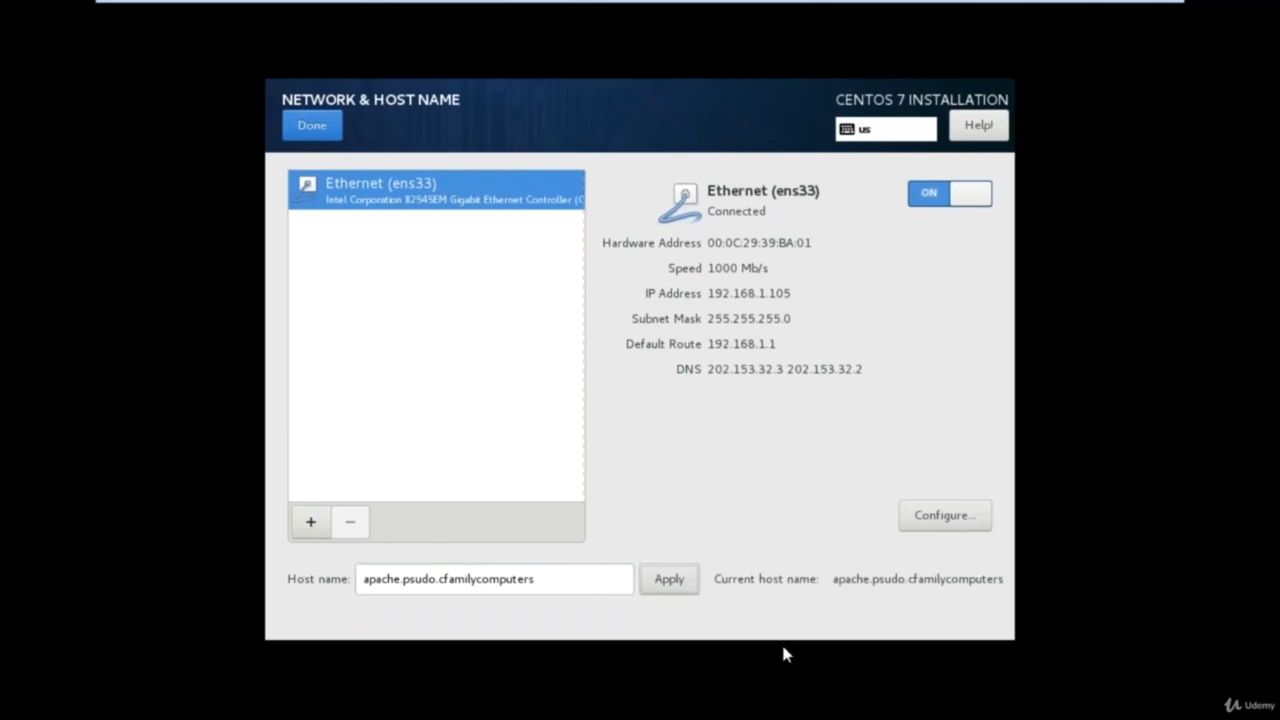 NETWORK & HOST NAME
CENTOS 7 INSTALLATION
Done
us
Help!
Ethernet (ens33)
Intel Corporation 82545EM Gigabit Ethernet Controller (C
Ethernet (ens33)
Connected
ON
Hardware Address 00:0C:29:39:BA:01
Speed 1000 Mb/s
IP Address 192.168.1.105
Subnet Mask 255.255.255.0
Default Route 192.168.1.1
DNS 202.153.32.3 202.153.32.2
+ −
Configure...
Host name: apache.psudo.cfamilycomputers Apply Current host name: apache.psudo.cfamilycomputers
Udemy